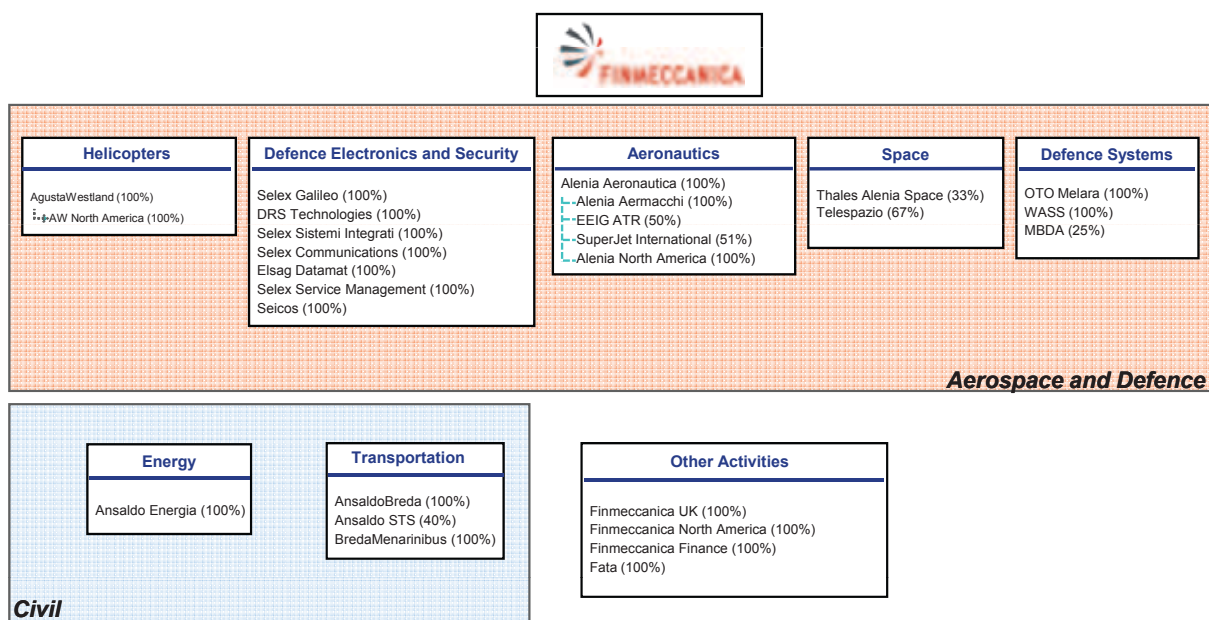 FINMECCANICA
Helicopters
AgustaWestland (100%)
AW North America (100%)
Defence Electronics and Security
Selex Galileo (100%)
DRS Technologies (100%)
Selex Sistemi Integrati (100%)
Selex Communications (100%)
Elsag Datamat (100%)
Selex Service Management (100%)
Seicos (100%)
Aeronautics
Alenia Aeronautica (100%)
Alenia Aermacchi (100%)
EEIG ATR (50%)
SuperJet International (51%)
Alenia North America (100%)
Space
Thales Alenia Space (33%)
Telespazio (67%)
Defence Systems
OTO Melara (100%)
WASS (100%)
MBDA (25%)
Aerospace and Defence
Energy
Ansaldo Energia (100%)
Transportation
AnsaldoBreda (100%)
Ansaldo STS (40%)
BredaMenarinibus (100%)
Civil
Other Activities
Finmeccanica UK (100%)
Finmeccanica North America (100%)
Finmeccanica Finance (100%)
Fata (100%)